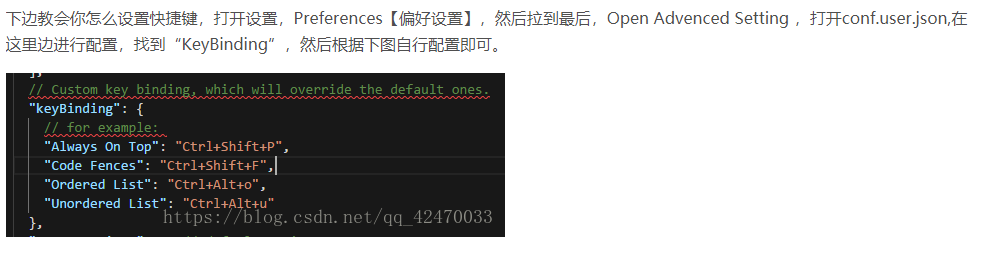 下边教会你怎么设置快捷键，打开设置，Preferences【偏好设置】，然后拉到最后，Open Advenced Setting ，打开conf.user.json,在
这里边进行配置，找到“KeyBinding”，然后根据下图自行配置即可。
],
// Custom key binding, which will override the default ones.
"keyBinding": {
// for example:
"Always On Top": "Ctrl+Shift+P",
"Code Fences": "Ctrl+Shift+F",
"Ordered List": "Ctrl+Alt+o",
"Unordered List": "Ctrl+Alt+u"
https://blog.csdn.net/qq_42470033
},